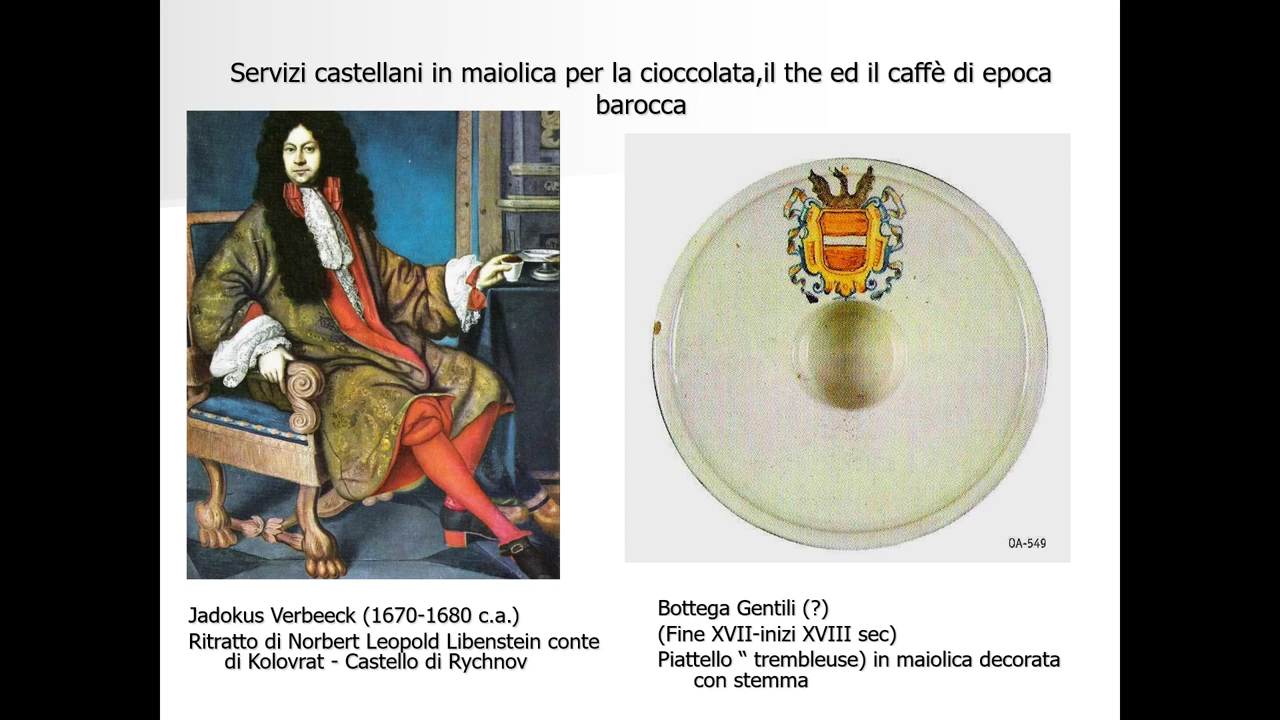 Servizi castellani in maiolica per la cioccolata,il the ed il caffè di epoca
barocca
OA-549
Jadokus Verbeeck (1670-1680 c.a.)
Ritratto di Norbert Leopold Libenstein conte
di Kolovrat - Castello di Rychnov
Bottega Gentili (?)
(Fine XVII-inizi XVIII sec)
Piattello “ trembleuse) in maiolica decorata
con stemma